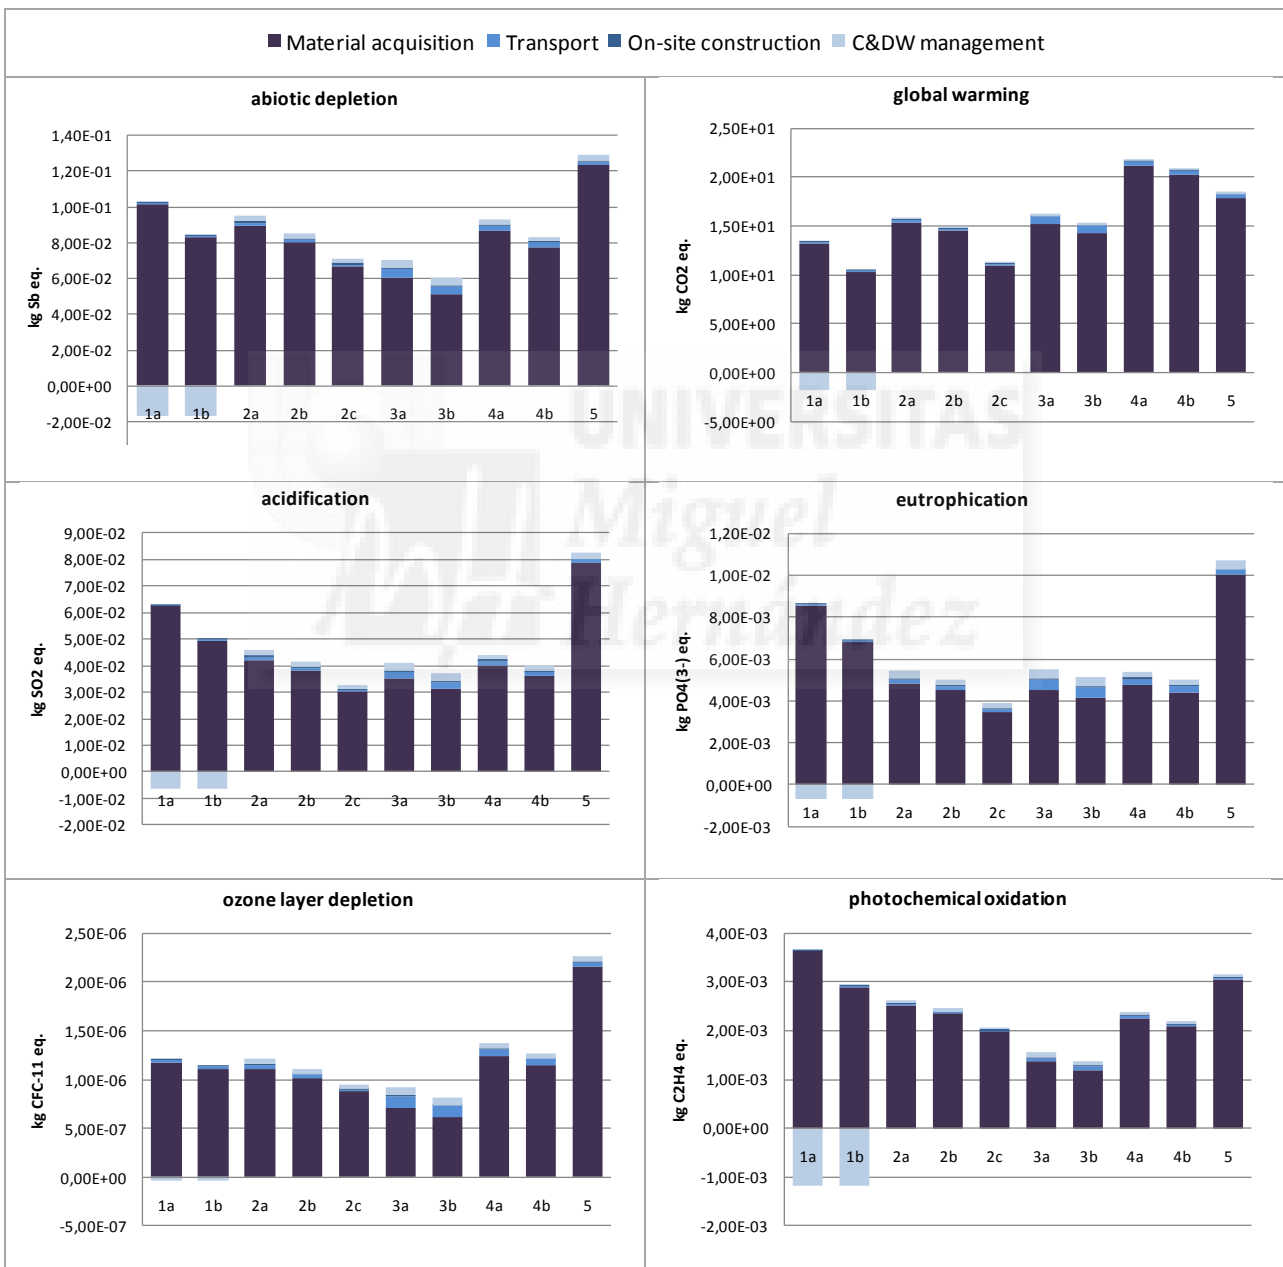 Material acquisition Transport On-site construction C&DW management
abiotic depletion
kg Sb eq.
1,40E-01
1,20E-01
1,00E-01
8,00E-02
6,00E-02
4,00E-02
2,00E-02
0,00E+00
-2,00E-02
1a 1b 2a 2b 2c 3a 3b 4a 4b 5
global warming
kg CO2 eq.
2,50E+01
2,00E+01
1,50E+01
1,00E+01
5,00E+00
0,00E+00
-5,00E+00
1a 1b 2a 2b 2c 3a 3b 4a 4b 5
UNIVERSITAS
Miguel
Hernández
acidification
kg SO2 eq.
9,00E-02
8,00E-02
7,00E-02
6,00E-02
5,00E-02
4,00E-02
3,00E-02
2,00E-02
1,00E-02
0,00E+00
-1,00E-02
-2,00E-02
1a 1b 2a 2b 2c 3a 3b 4a 4b 5
eutrophication
kg PO4(3-) eq.
1,20E-02
1,00E-02
8,00E-03
6,00E-03
4,00E-03
2,00E-03
0,00E+00
-2,00E-03
1a 1b 2a 2b 2c 3a 3b 4a 4b 5
ozone layer depletion
kg CFC-11 eq.
2,50E-06
2,00E-06
1,50E-06
1,00E-06
5,00E-07
0,00E+00
-5,00E-07
1a 1b 2a 2b 2c 3a 3b 4a 4b 5
photochemical oxidation
kg C2H4 eq.
4,00E-03
3,00E-03
2,00E-03
1,00E-03
0,00E+00
-1,00E-03
-2,00E-03
1a 1b 2a 2b 2c 3a 3b 4a 4b 5